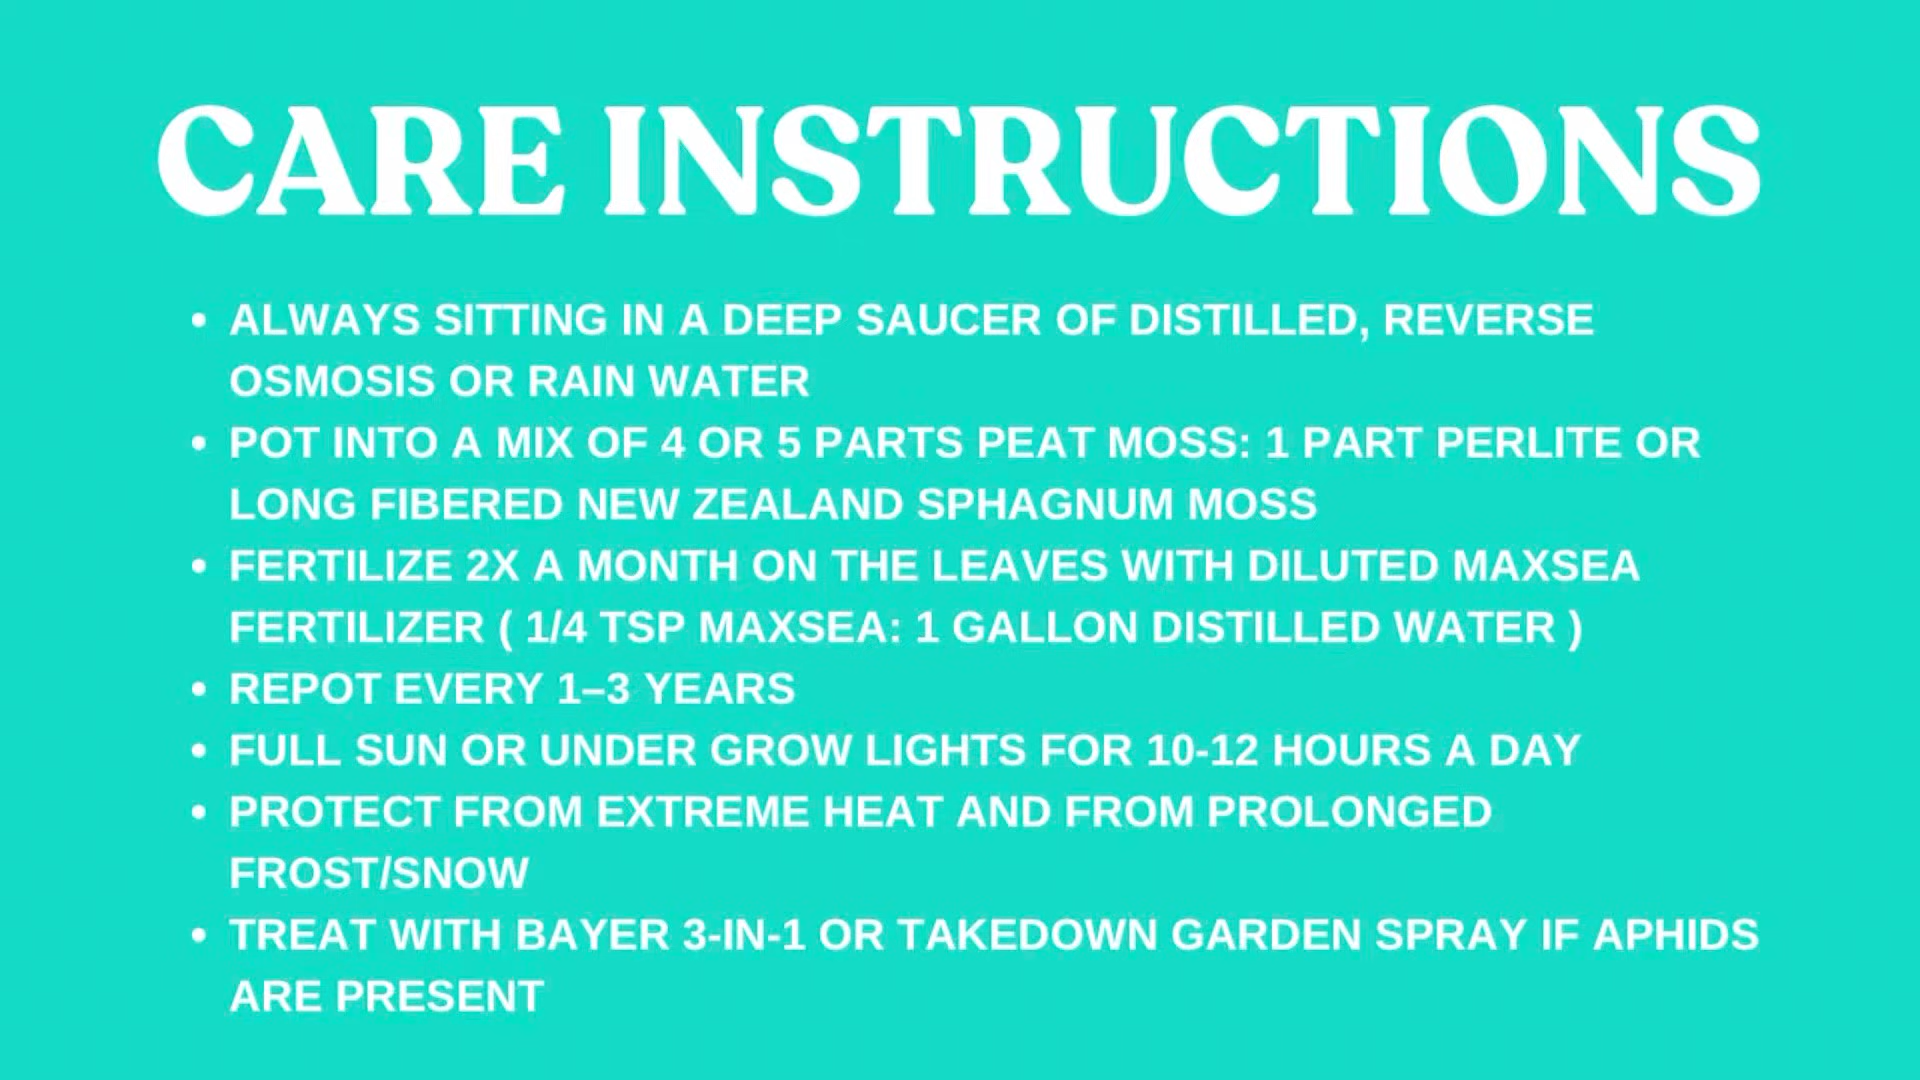 CARE INSTRUCTIONS
• ALWAYS SITTING IN A DEEP SAUCER OF DISTILLED, REVERSE
OSMOSIS OR RAIN WATER
• POT INTO A MIX OF 4 OR 5 PARTS PEAT MOSS: 1 PART PERLITE OR
LONG FIBERED NEW ZEALAND SPHAGNUM MOSS
• FERTILIZE 2X A MONTH ON THE LEAVES WITH DILUTED MAXSEA
FERTILIZER ( 1/4 TSP MAXSEA: 1 GALLON DISTILLED WATER )
• REPOT EVERY 1–3 YEARS
• FULL SUN OR UNDER GROW LIGHTS FOR 10-12 HOURS A DAY
• PROTECT FROM EXTREME HEAT AND FROM PROLONGED
FROST/SNOW
• TREAT WITH BAYER 3-IN-1 OR TAKEDOWN GARDEN SPRAY IF APHIDS
ARE PRESENT